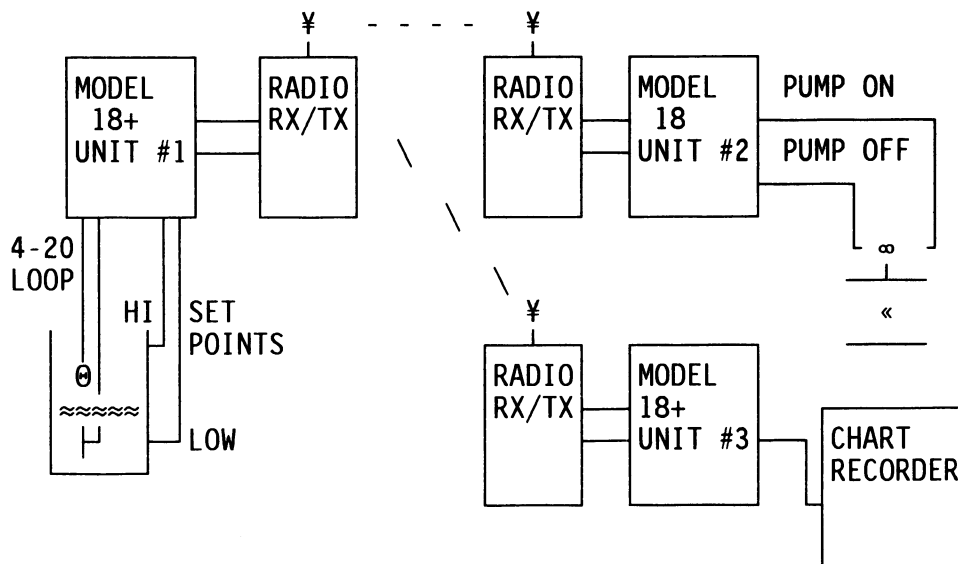 ¥ - - - - ¥
MODEL
18+
UNIT #1
RADIO
RX/TX
RADIO
RX/TX
MODEL
18
UNIT #2
PUMP ON
PUMP OFF
4-20
LOOP
HI
SET
POINTS
LOW
Θ
≈≈≈≈≈
∞
«
¥
RADIO
RX/TX
MODEL
18+
UNIT #3
CHART
RECORDER